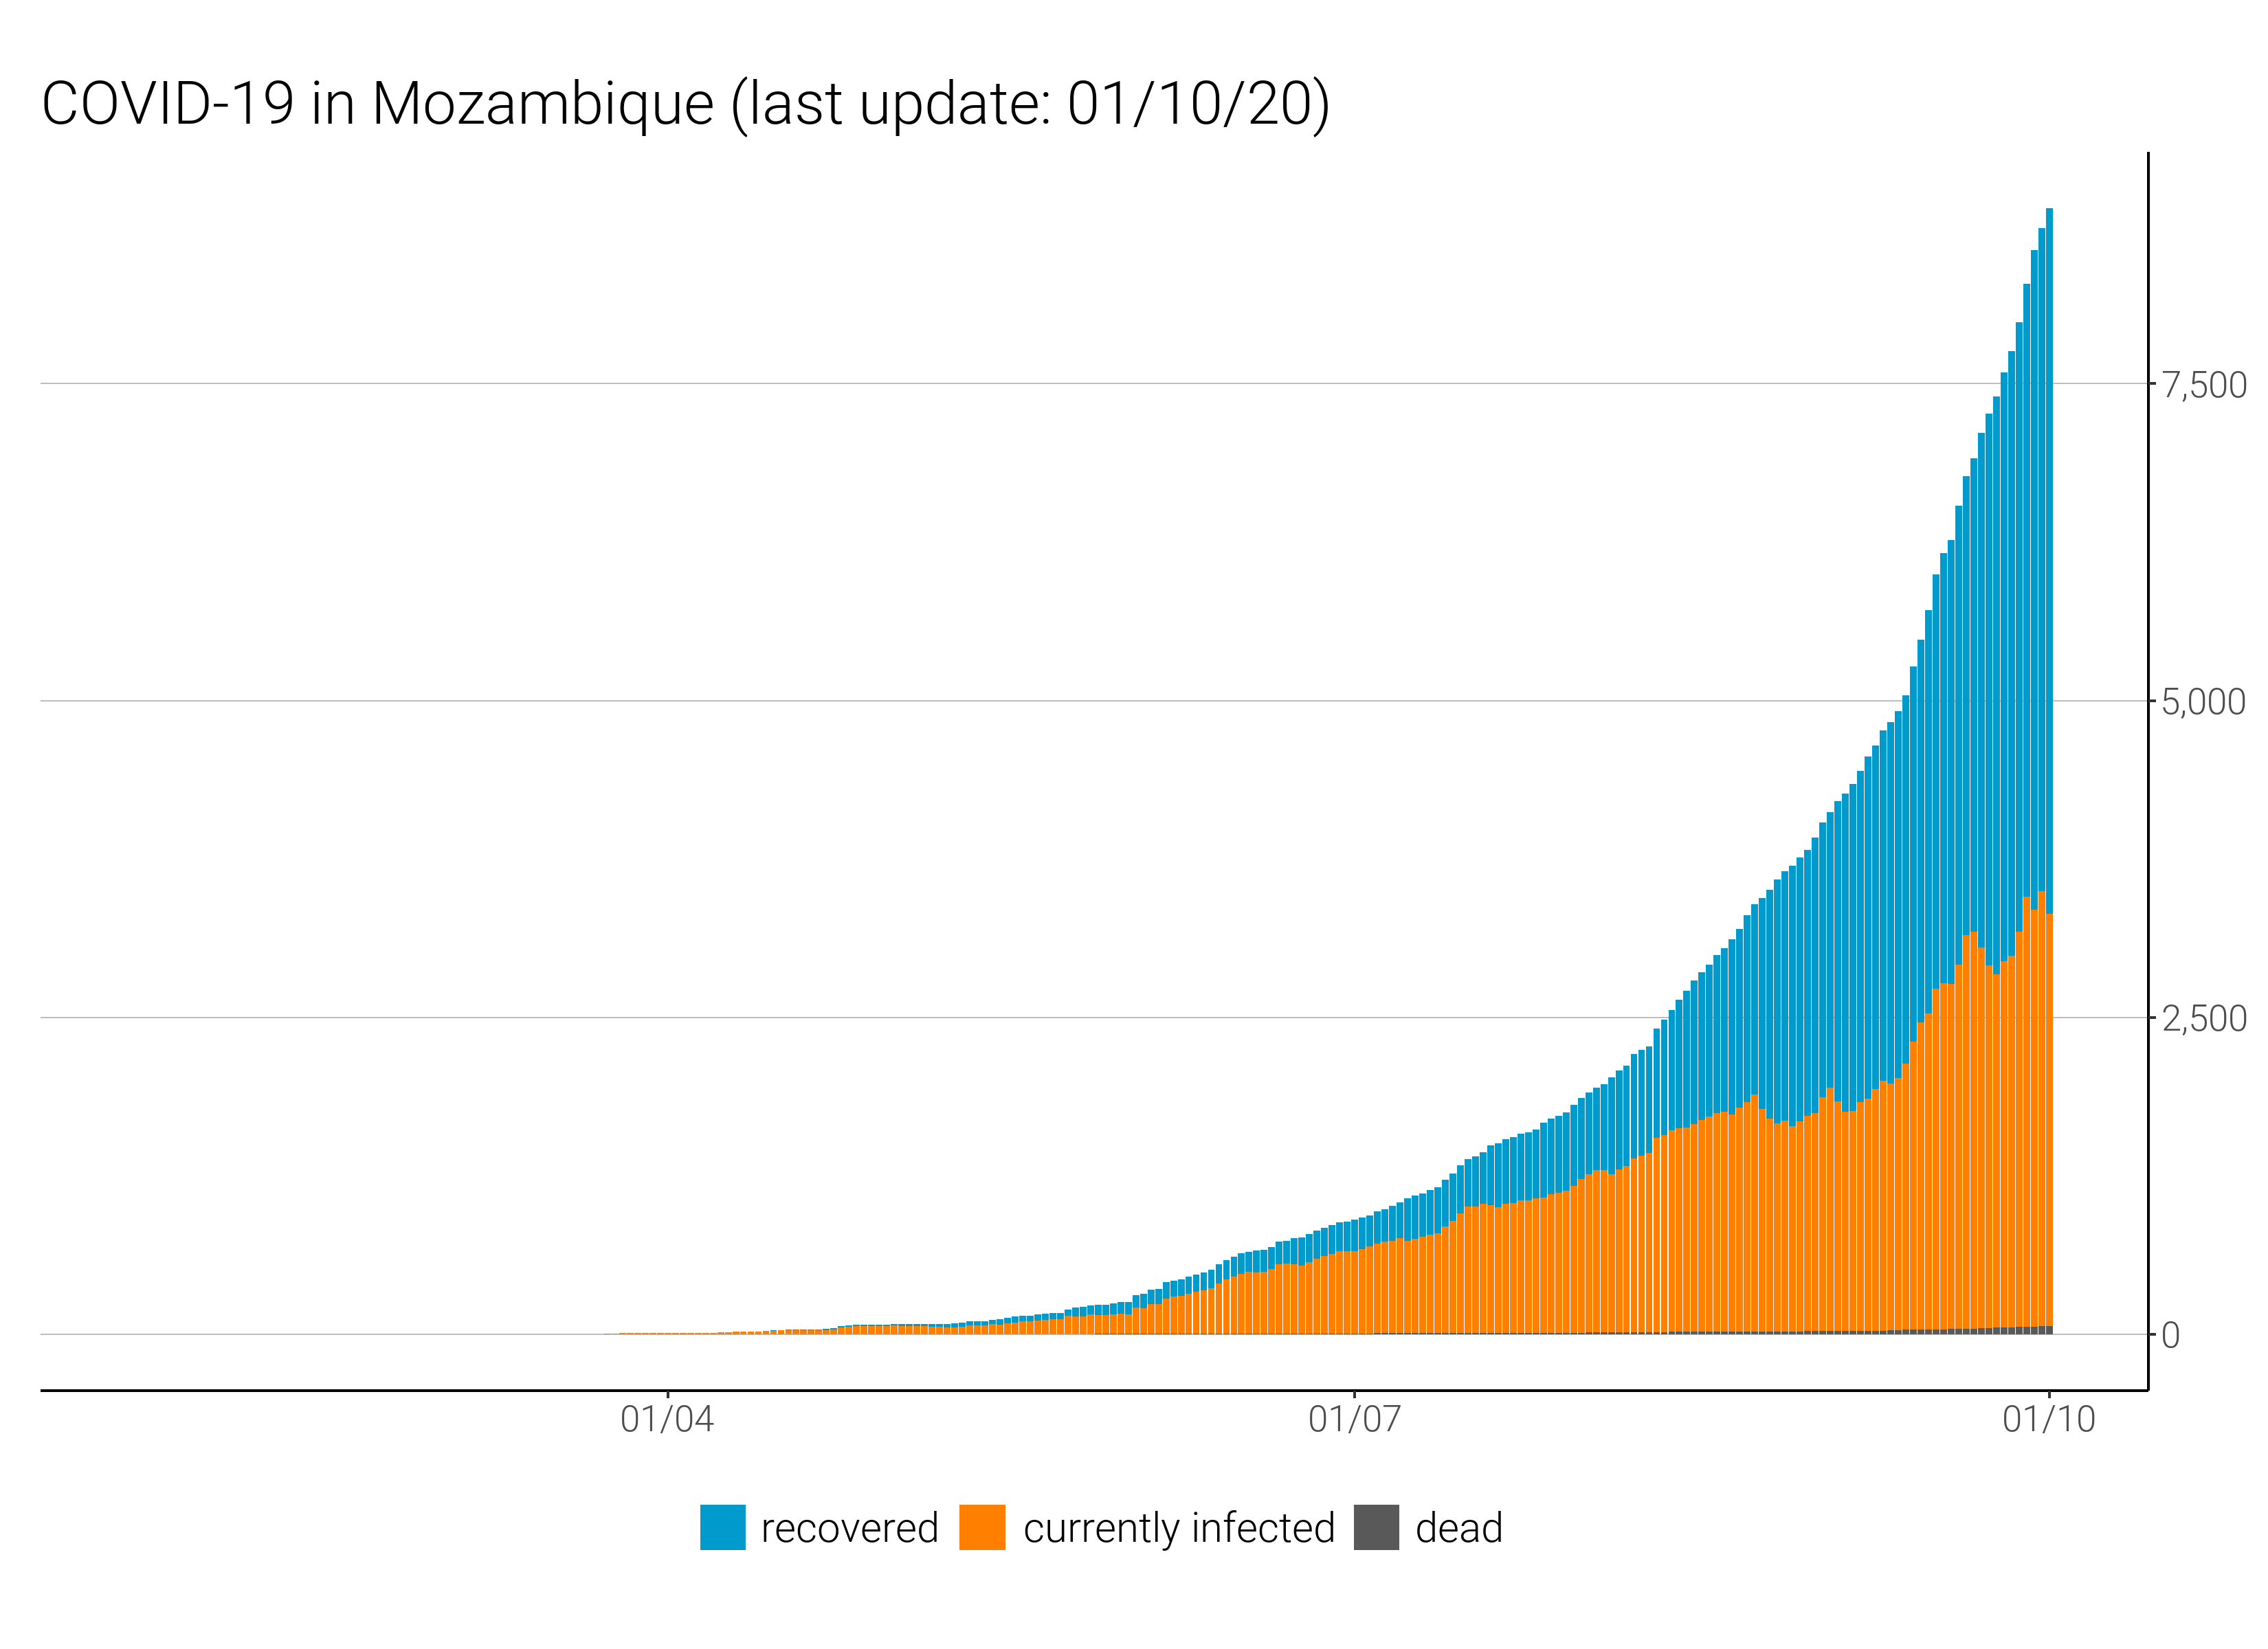 COVID-19 in Mozambique (last update: 01/10/20)
7,500
5,000
2,500
0
01/04 01/07 01/10
recovered currently infected dead